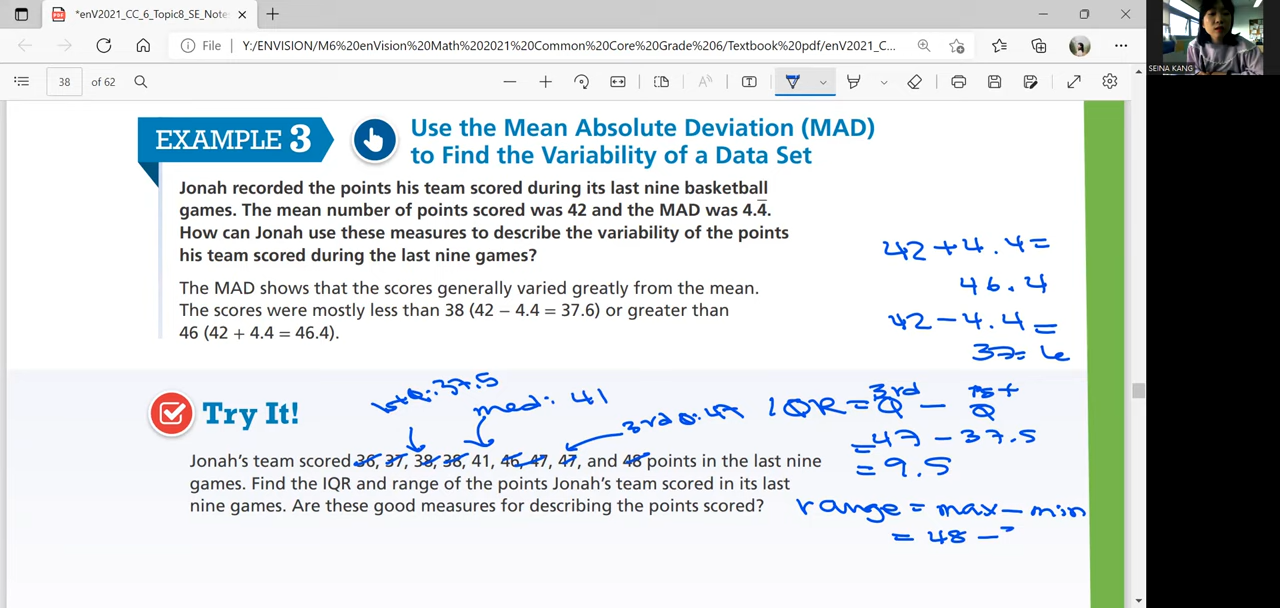 *enV2021_CC_6_Topic8_SE_Note
File
Y:/ENVISION/M6%20enVision%20Math%202021%20Common%20Core%20Grade%206/Textbook%20pdf/enV2021_C...
38 of 62
SEINA KANG
EXAMPLE 3
Use the Mean Absolute Deviation (MAD)
to Find the Variability of a Data Set
Jonah recorded the points his team scored during its last nine basketball
games. The mean number of points scored was 42 and the MAD was 4.4̅.
How can Jonah use these measures to describe the variability of the points
his team scored during the last nine games?
The MAD shows that the scores generally varied greatly from the mean.
The scores were mostly less than 38 (42 − 4.4 = 37.6) or greater than
46 (42 + 4.4 = 46.4).
42+4.4=
46.4
42-4.4=
37.6
Try It!
1st Q: 37.5
med: 41
3rd Q: 47
Jonah's team scored 36, 37, 38, 38, 41, 46, 47, 47, and 48 points in the last nine
games. Find the IQR and range of the points Jonah's team scored in its last
nine games. Are these good measures for describing the points scored?
IQR = 3rd Q - 1st Q
= 47 - 37.5
= 9.5
range = max - min
= 48 -